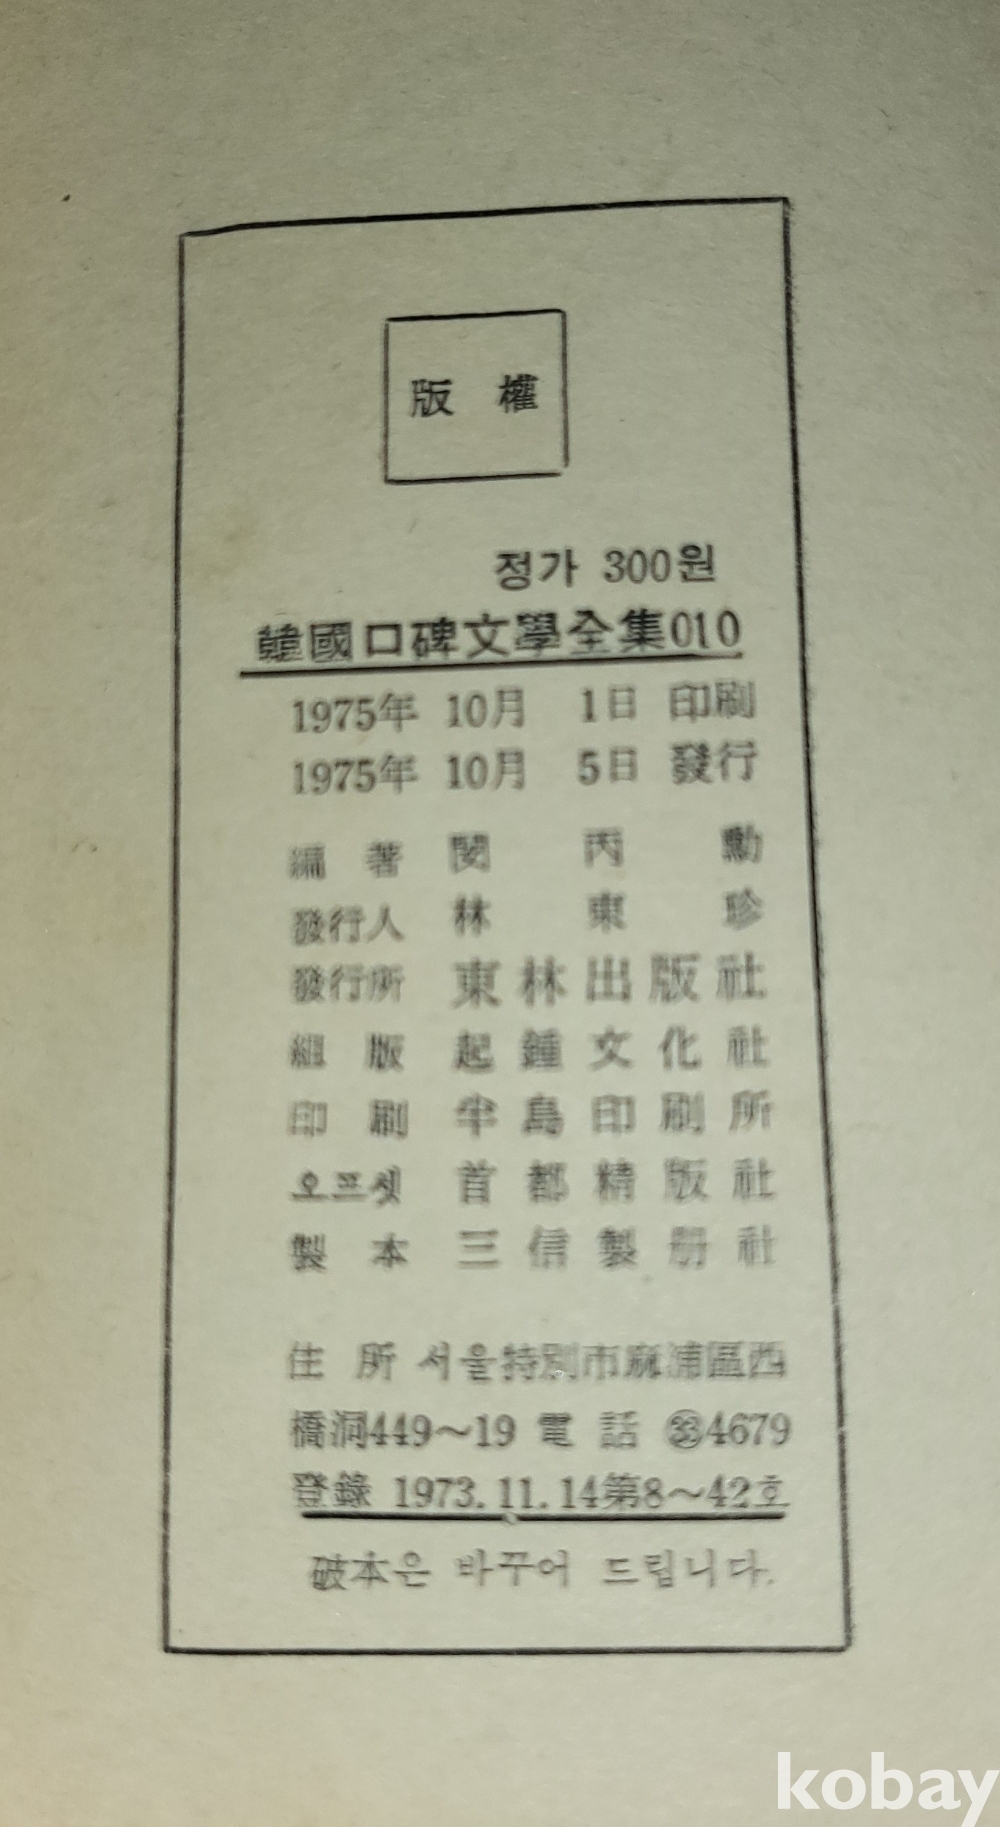 版 權
정가 300원
韓國口碑文學全集010
1975年 10月 1日 印刷
1975年 10月 5日 發行
編 著 閔 丙 勳
發行人 林 東 珍
發行所 東林出版社
組 版 起鍾文化社
印 刷 半島印刷所
오프셋 首都精版社
製 本 三信製册社
住 所 서울特別市麻浦區西
橋洞449~19 電 話 ㉝4679
登錄 1973. 11. 14第8~42호
破本은 바꾸어 드립니다.
kobay